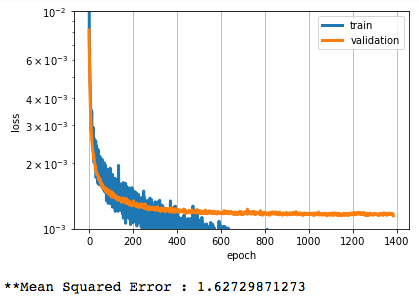 10⁻²
train
validation
6 × 10⁻³
4 × 10⁻³
loss
3 × 10⁻³
2 × 10⁻³
10⁻³
0 200 400 600 800 1000 1200 1400
epoch
**Mean Squared Error : 1.62729871273